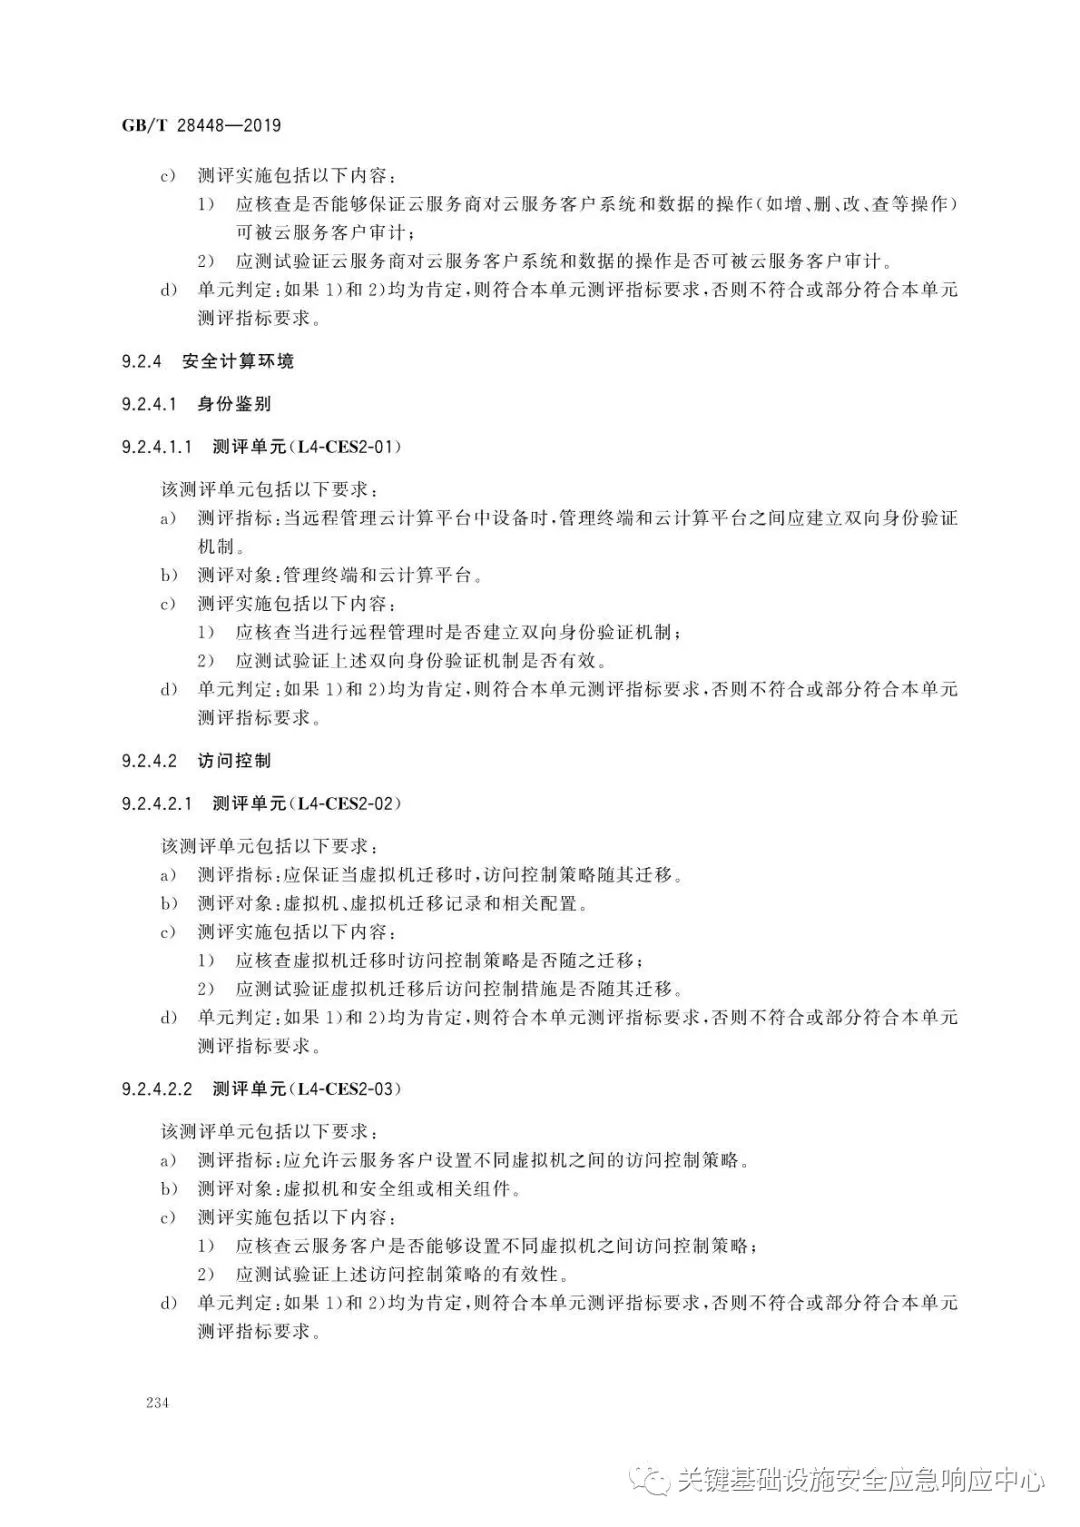 GB/T 28448—2019
c) 测评实施包括以下内容：
1) 应核查是否能够保证云服务商对云服务客户系统和数据的操作(如增、删、改、查等操作)
可被云服务客户审计；
2) 应测试验证云服务商对云服务客户系统和数据的操作是否可被云服务客户审计。
d) 单元判定：如果1)和2)均为肯定，则符合本单元测评指标要求，否则不符合或部分符合本单元
测评指标要求。
9.2.4 安全计算环境
9.2.4.1 身份鉴别
9.2.4.1.1 测评单元(L4-CES2-01)
该测评单元包括以下要求：
a) 测评指标：当远程管理云计算平台中设备时，管理终端和云计算平台之间应建立双向身份验证
机制。
b) 测评对象：管理终端和云计算平台。
c) 测评实施包括以下内容：
1) 应核查当进行远程管理时是否建立双向身份验证机制；
2) 应测试验证上述双向身份验证机制是否有效。
d) 单元判定：如果1)和2)均为肯定，则符合本单元测评指标要求，否则不符合或部分符合本单元
测评指标要求。
9.2.4.2 访问控制
9.2.4.2.1 测评单元(L4-CES2-02)
该测评单元包括以下要求：
a) 测评指标：应保证当虚拟机迁移时，访问控制策略随其迁移。
b) 测评对象：虚拟机、虚拟机迁移记录和相关配置。
c) 测评实施包括以下内容：
1) 应核查虚拟机迁移时访问控制策略是否随之迁移；
2) 应测试验证虚拟机迁移后访问控制措施是否随其迁移。
d) 单元判定：如果1)和2)均为肯定，则符合本单元测评指标要求，否则不符合或部分符合本单元
测评指标要求。
9.2.4.2.2 测评单元(L4-CES2-03)
该测评单元包括以下要求：
a) 测评指标：应允许云服务客户设置不同虚拟机之间的访问控制策略。
b) 测评对象：虚拟机和安全组或相关组件。
c) 测评实施包括以下内容：
1) 应核查云服务客户是否能够设置不同虚拟机之间访问控制策略；
2) 应测试验证上述访问控制策略的有效性。
d) 单元判定：如果1)和2)均为肯定，则符合本单元测评指标要求，否则不符合或部分符合本单元
测评指标要求。
234
关键基础设施安全应急响应中心